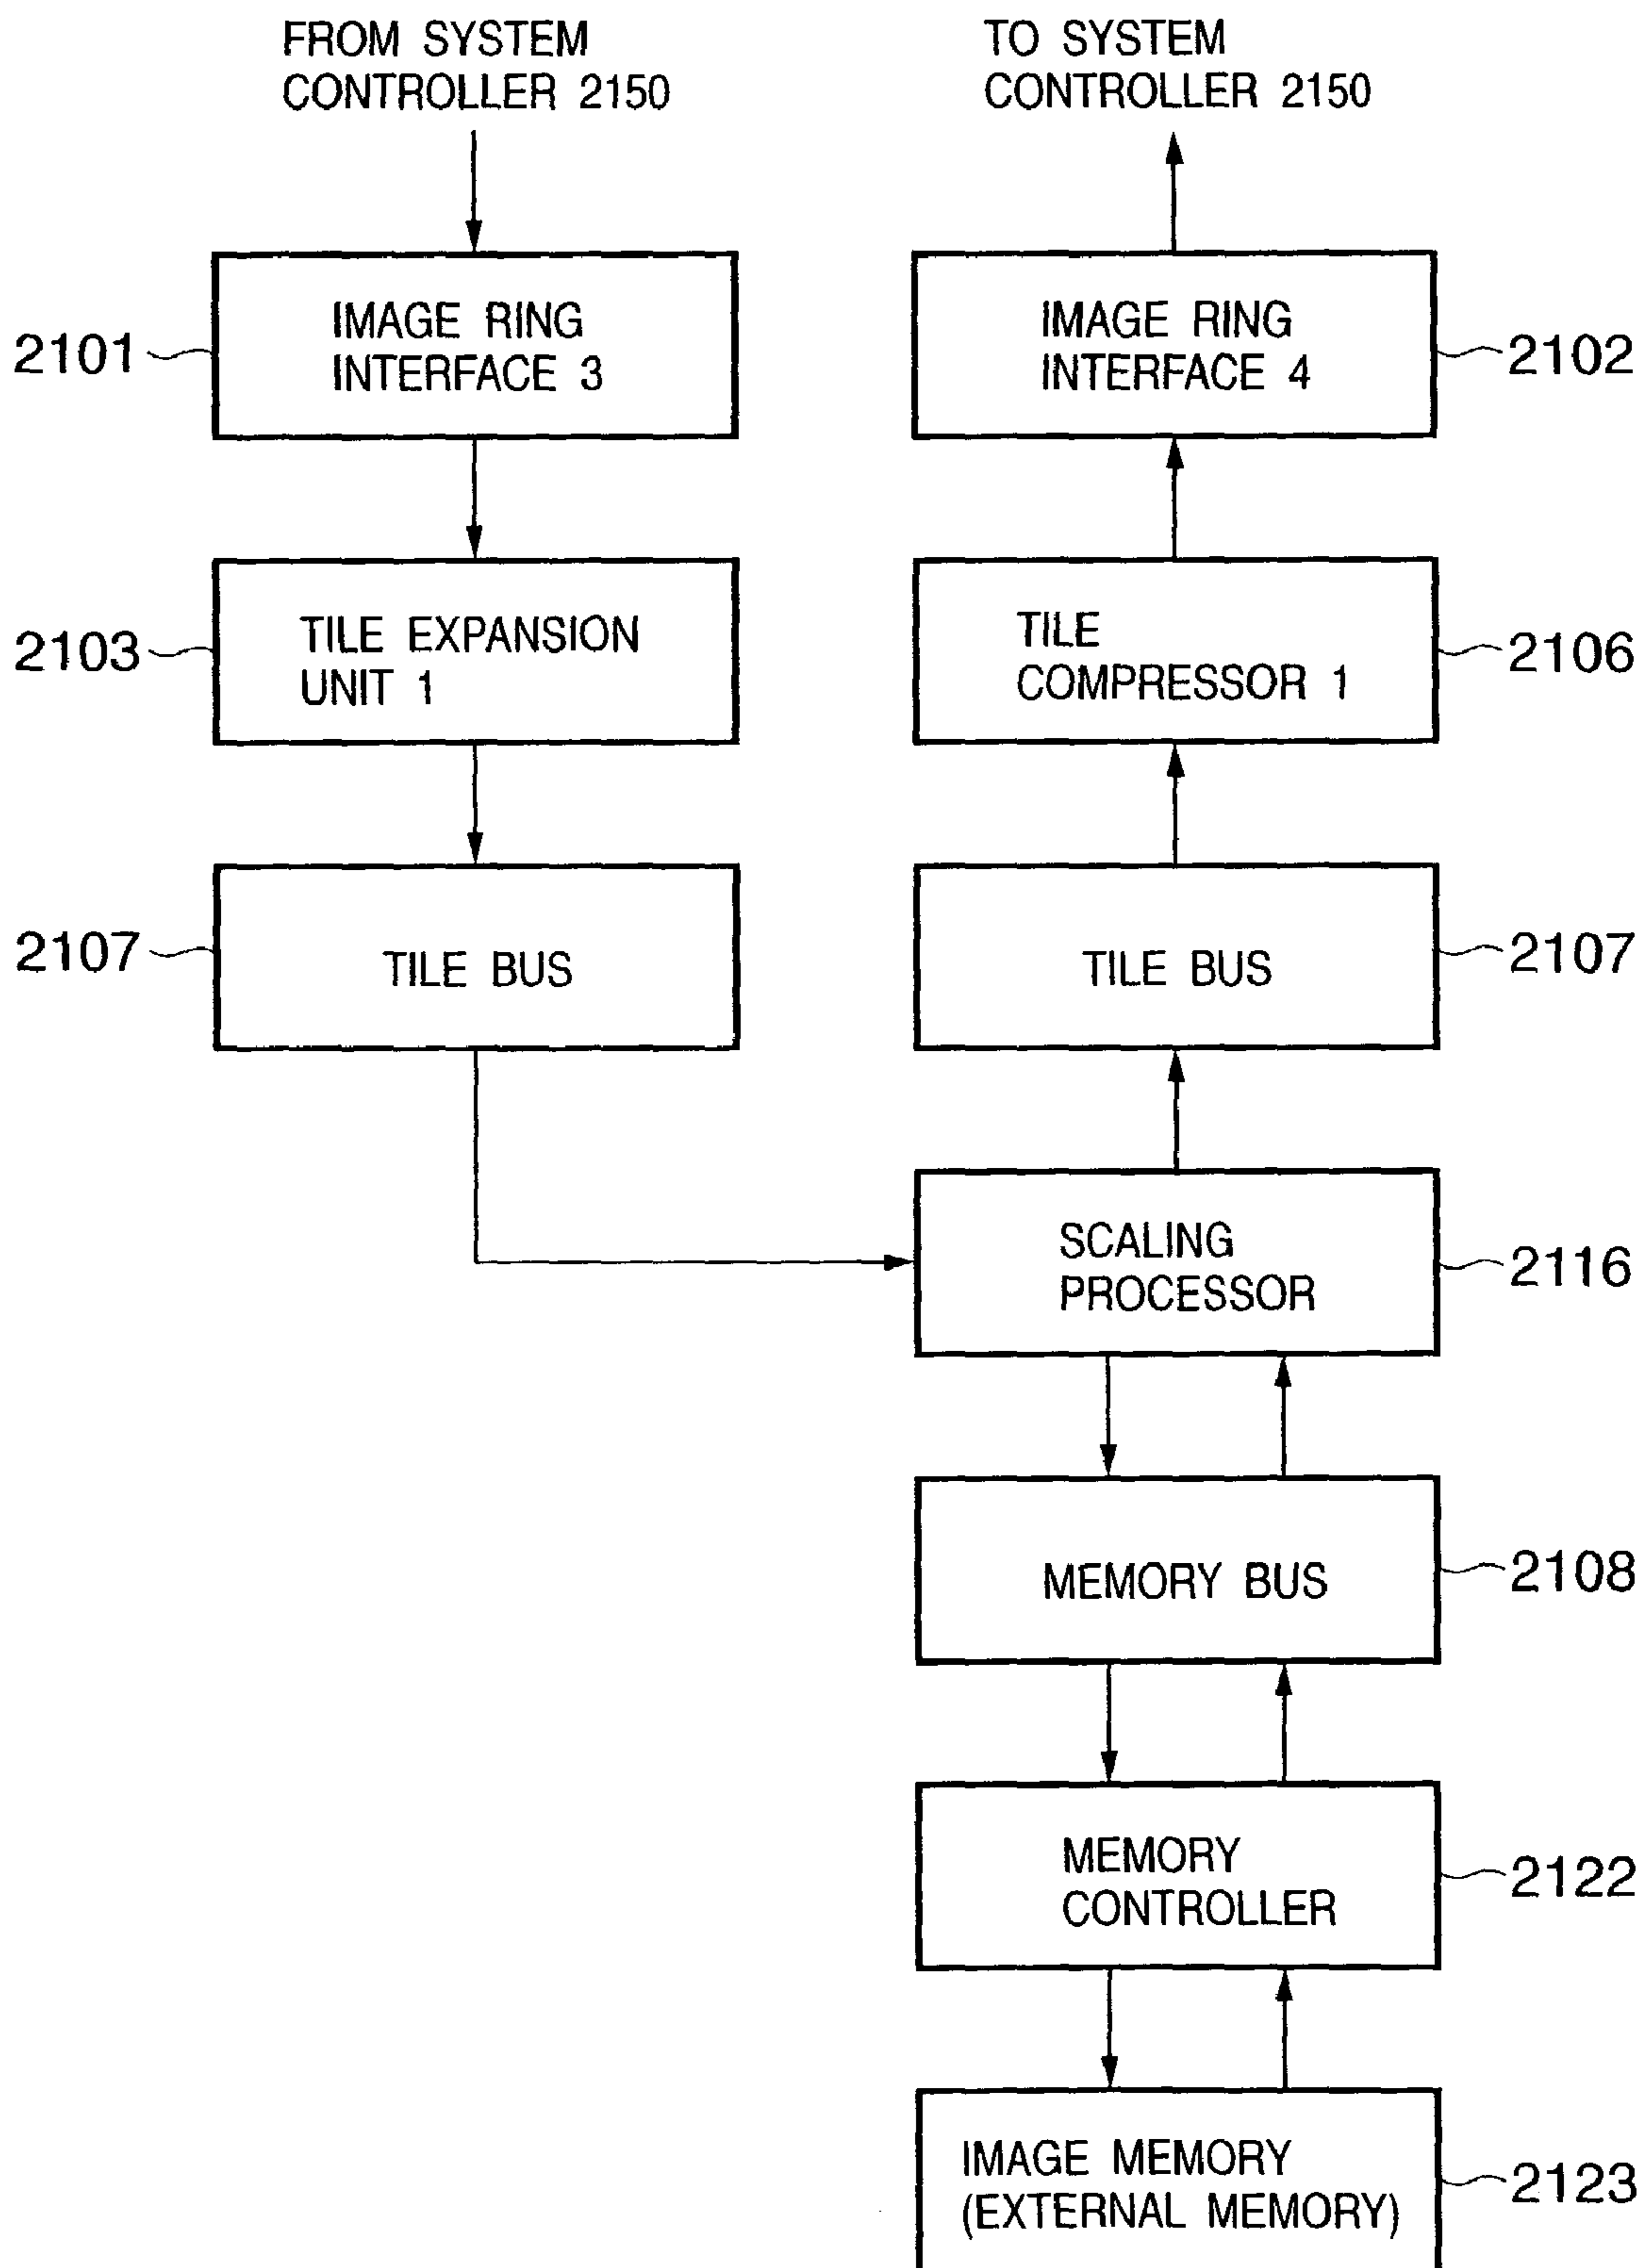 FROM SYSTEM
CONTROLLER 2150
TO SYSTEM
CONTROLLER 2150
2101
IMAGE RING
INTERFACE 3
IMAGE RING
INTERFACE 4
2102
2103
TILE EXPANSION
UNIT 1
TILE
COMPRESSOR 1
2106
2107
TILE BUS
TILE BUS
2107
SCALING
PROCESSOR
2116
MEMORY BUS
2108
MEMORY
CONTROLLER
2122
IMAGE MEMORY
(EXTERNAL MEMORY)
2123